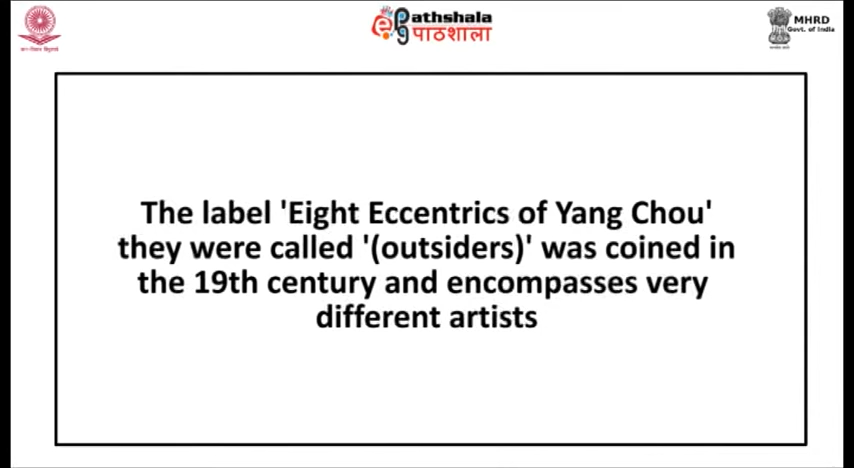 ePathshala
पाठशाला
MHRD
Govt. of India
The label 'Eight Eccentrics of Yang Chou'
they were called '(outsiders)' was coined in
the 19th century and encompasses very
different artists